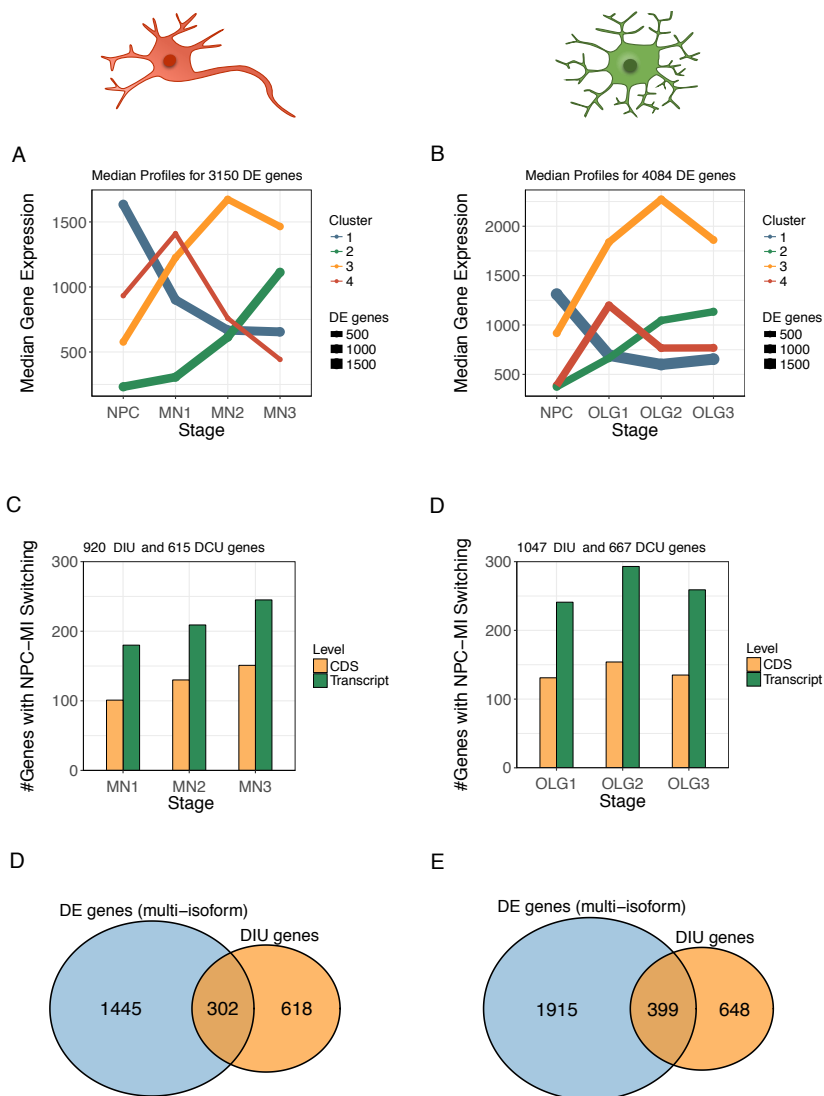 A
Median Profiles for 3150 DE genes
Median Gene Expression
1500
1000
500
NPC MN1 MN2 MN3
Stage
Cluster
1
2
3
4
DE genes
500
1000
1500
B
Median Profiles for 4084 DE genes
Median Gene Expression
2000
1500
1000
500
NPC OLG1 OLG2 OLG3
Stage
Cluster
1
2
3
4
DE genes
500
1000
1500
C
920 DIU and 615 DCU genes
#Genes with NPC−MI Switching
300
200
100
0
MN1 MN2 MN3
Stage
Level
CDS
Transcript
D
1047 DIU and 667 DCU genes
#Genes with NPC−MI Switching
300
200
100
0
OLG1 OLG2 OLG3
Stage
Level
CDS
Transcript
D
DE genes (multi−isoform)
DIU genes
1445 302 618
E
DE genes (multi−isoform)
DIU genes
1915 399 648